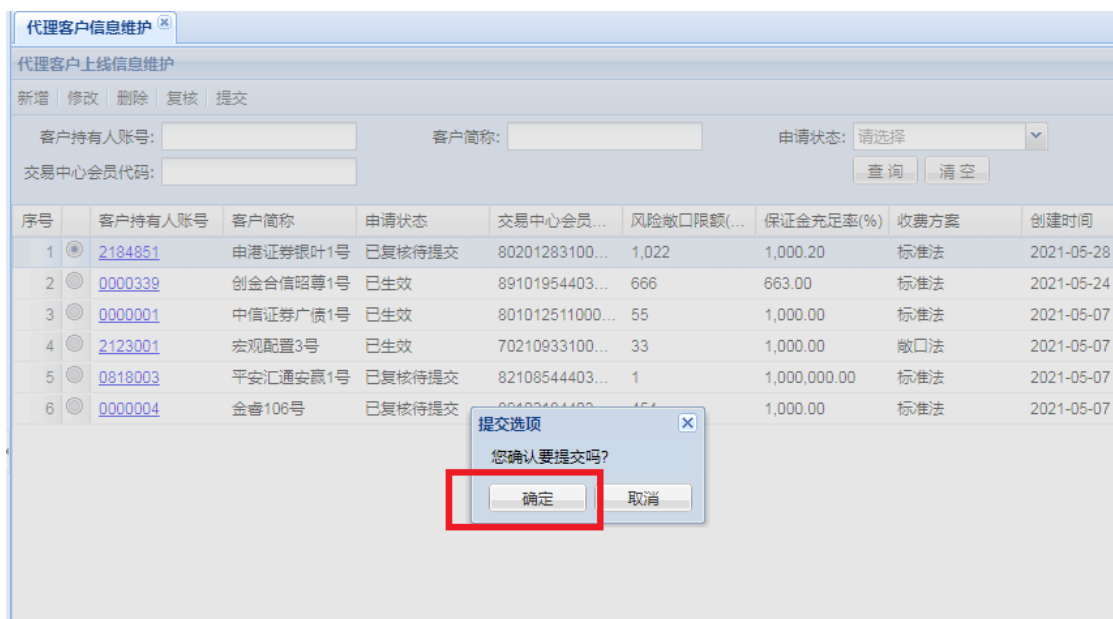 代理客户信息维护
代理客户上线信息维护
新增 修改 删除 复核 提交
客户持有人账号: 客户简称: 申请状态: 请选择
交易中心会员代码: 查询 清空
序号 客户持有人账号 客户简称 申请状态 交易中心会员... 风险敞口限额(... 保证金充足率(%) 收费方案 创建时间
1 2184851 申港证券银叶1号 已复核待提交 80201283100... 1,022 1,000.20 标准法 2021-05-28
2 0000339 创金合信昭尊1号 已生效 89101954403... 666 663.00 标准法 2021-05-24
3 0000001 中信证券广债1号 已生效 801012511000... 55 1,000.00 标准法 2021-05-07
4 2123001 宏观配置3号 已生效 70210933100... 33 1,000.00 敞口法 2021-05-07
5 0818003 平安汇通安赢1号 已复核待提交 82108544403... 1 1,000,000.00 标准法 2021-05-07
6 0000004 金睿106号 已复核待提交 1,000.00 标准法 2021-05-07
提交选项
您确认要提交吗?
确定 取消